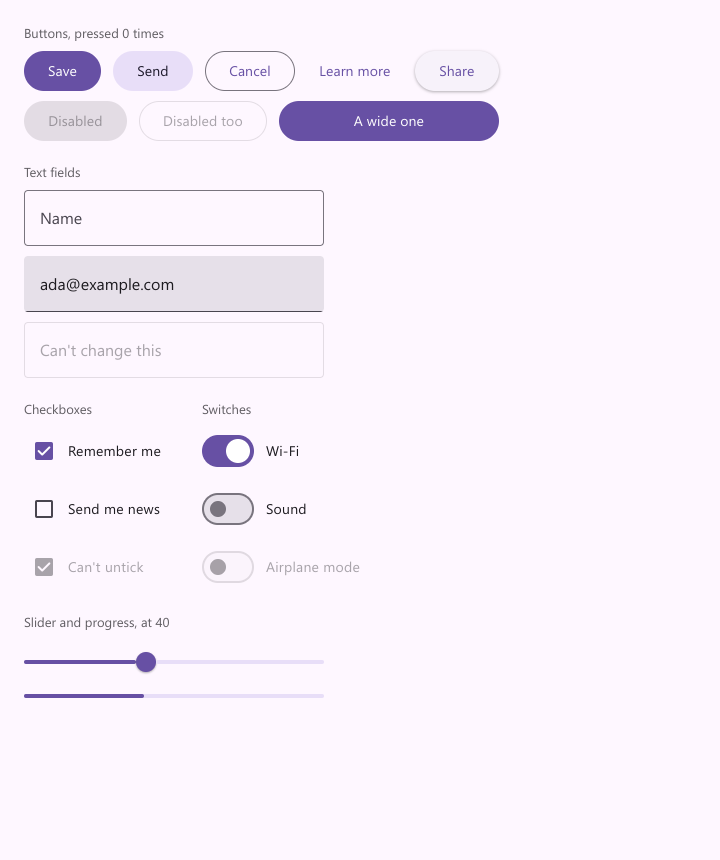 Buttons, pressed 0 times
Save Send Cancel Learn more Share
Disabled Disabled too A wide one
Text fields
Name
ada@example.com
Can't change this
Checkboxes Switches
Remember me Wi-Fi
Send me news Sound
Can't untick Airplane mode
Slider and progress, at 40